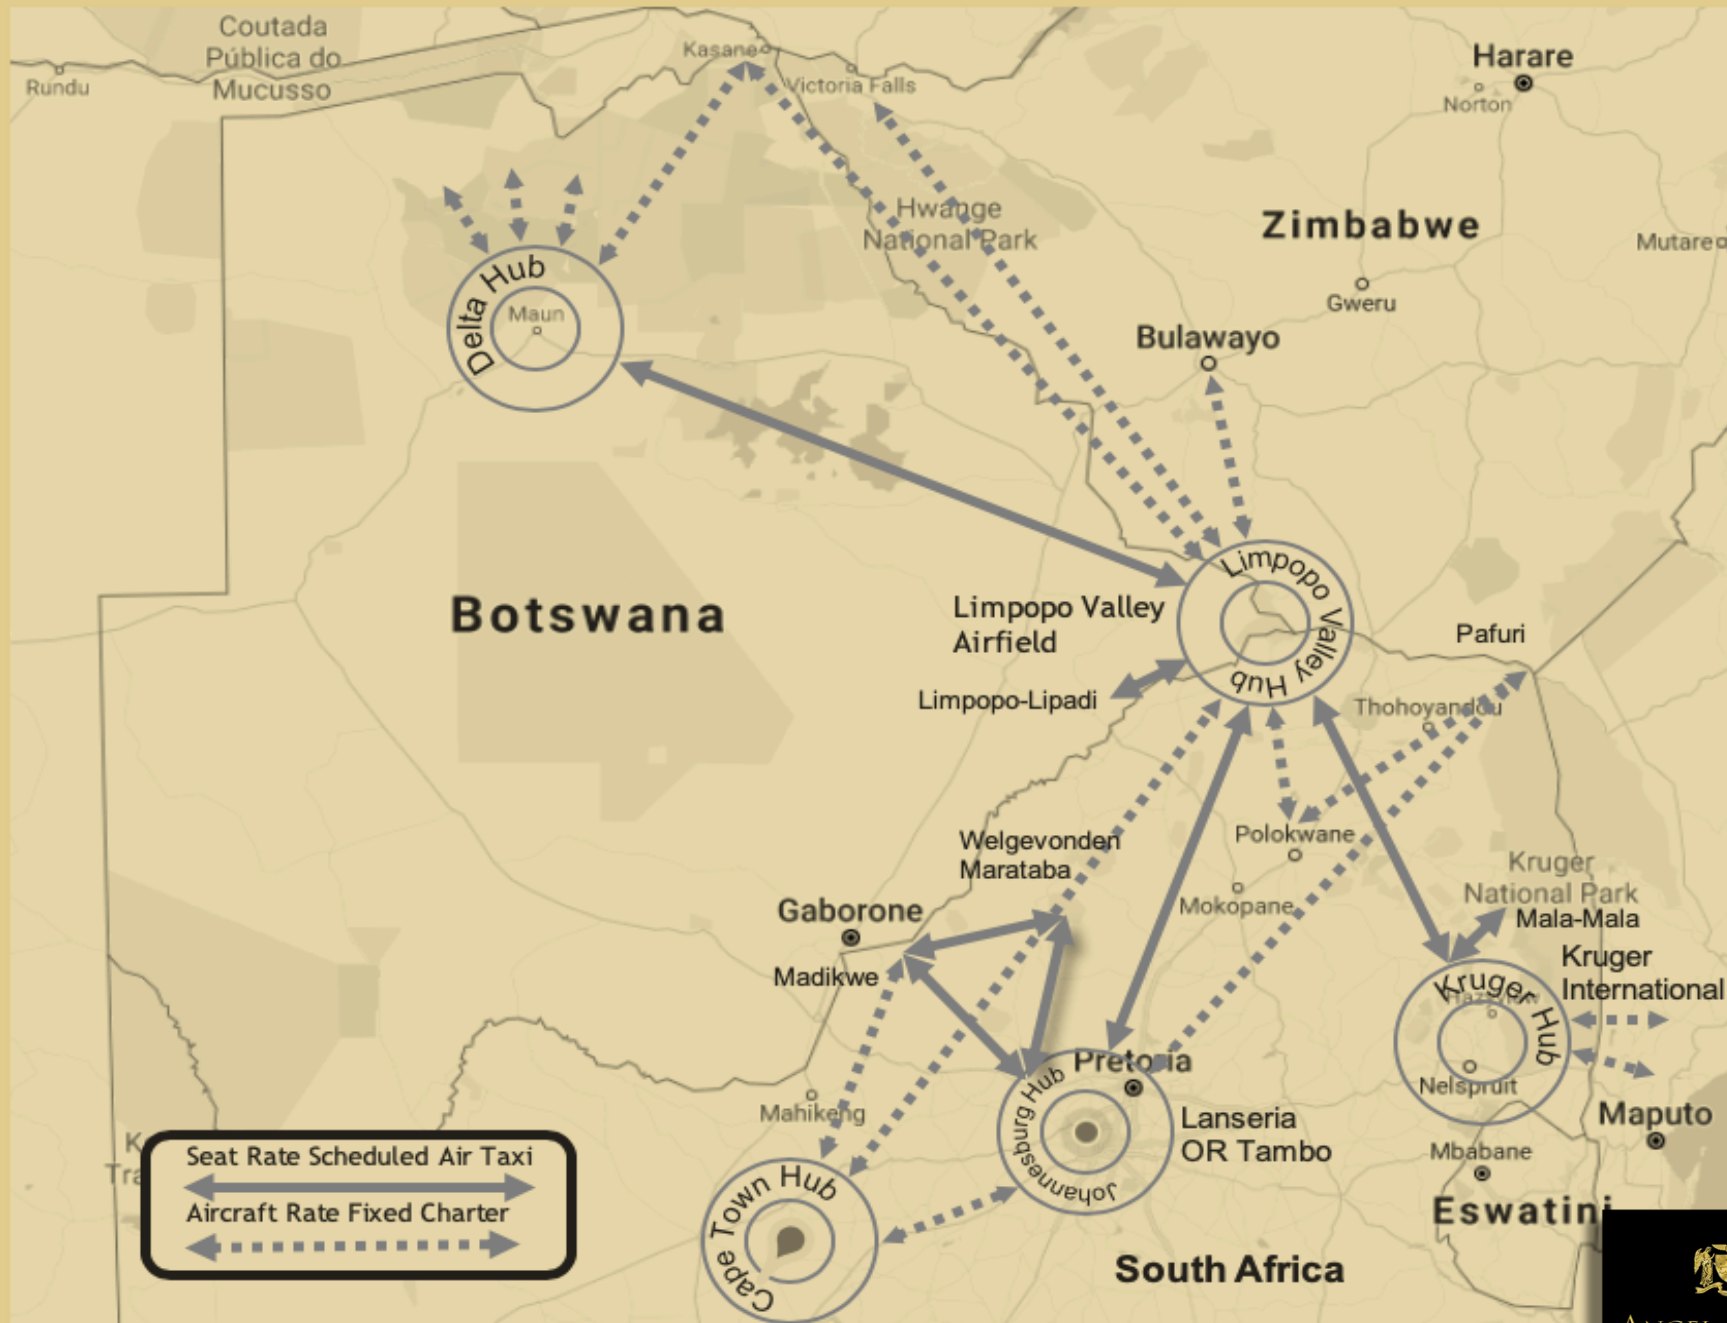 Coutada
Pública do
Mucusso
Rundu
Kasane
Victoria Falls
Harare
Norton
Hwange
National Park
Zimbabwe
Mutare
Delta Hub
Maun
Gweru
Bulawayo
Botswana
Limpopo Valley
Airfield
Limpopo Valley Hub
Limpopo-Lipadi
Pafuri
Thohoyandou
Welgevonden
Marataba
Polokwane
Mokopane
Kruger
National Park
Mala-Mala
Gaborone
Madikwe
Kruger
International
Kruger Hub
Nelspruit
Pretoria
Johannesburg Hub
Lanseria
OR Tambo
Mahikeng
Maputo
Mbabane
Eswatini
Cape Town Hub
South Africa
Seat Rate Scheduled Air Taxi
Aircraft Rate Fixed Charter